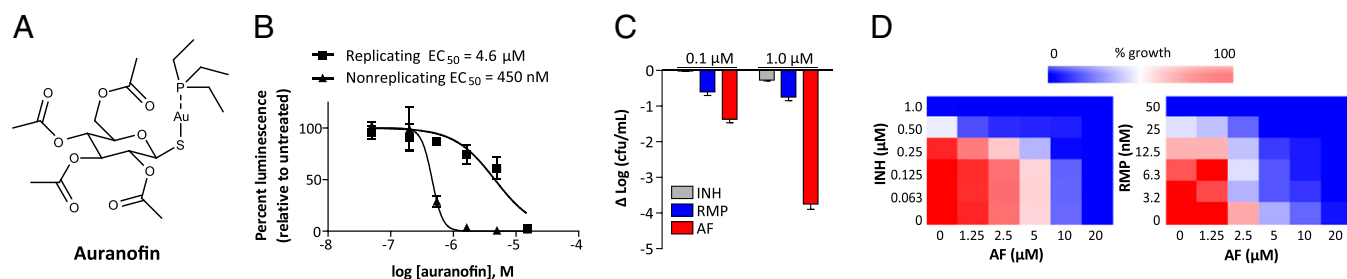 A
O
O
O
O
O
O
O
O
O
P
Au
S
Auranofin
B
Replicating EC50 = 4.6 μM
Nonreplicating EC50 = 450 nM
Percent luminescence
(relative to untreated)
100
50
0
-8
-7
-6
-5
-4
log [auranofin], M
C
0.1 μM
1.0 μM
Δ Log (cfu/mL)
0
-1
-2
-3
-4
-5
INH
RMP
AF
D
0
% growth
100
INH (μM)
1.0
0.50
0.25
0.125
0.063
0
0 1.25 2.5 5 10 20
AF (μM)
RMP (nM)
50
25
12.5
6.3
3.2
0
0 1.25 2.5 5 10 20
AF (μM)